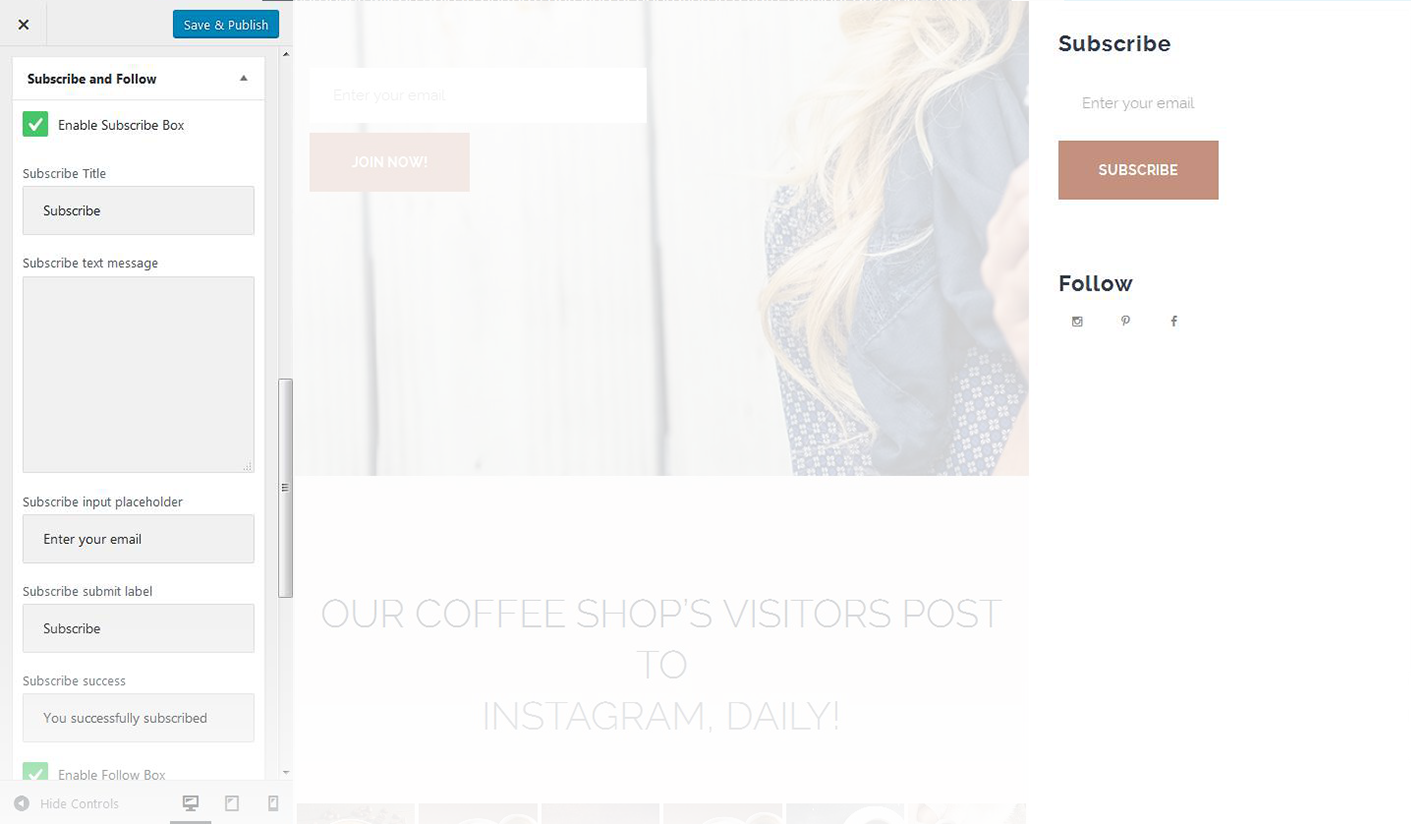 Save & Publish
Subscribe and Follow
Enable Subscribe Box
Subscribe Title
Subscribe
Subscribe text message
Subscribe input placeholder
Enter your email
Subscribe submit label
Subscribe
Subscribe success
You successfully subscribed
Enable Follow Box
Hide Controls
Enter your email
JOIN NOW!
OUR COFFEE SHOP'S VISITORS POST
TO
INSTAGRAM, DAILY!
Subscribe
Enter your email
SUBSCRIBE
Follow